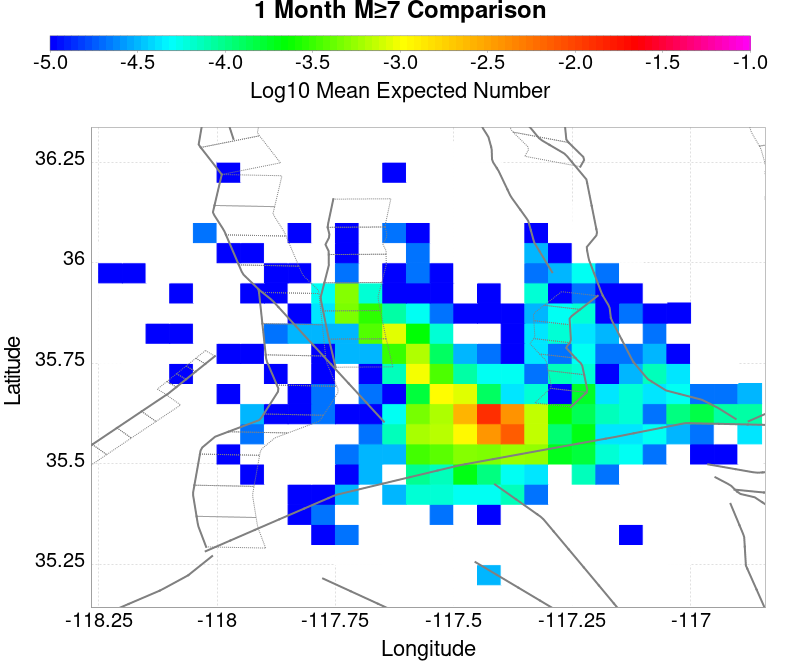 1 Month M≥7 Comparison
-5.0 -4.5 -4.0 -3.5 -3.0 -2.5 -2.0 -1.5 -1.0
Log10 Mean Expected Number
36.25
36
35.75
35.5
35.25
Latitude
-118.25 -118 -117.75 -117.5 -117.25 -117
Longitude